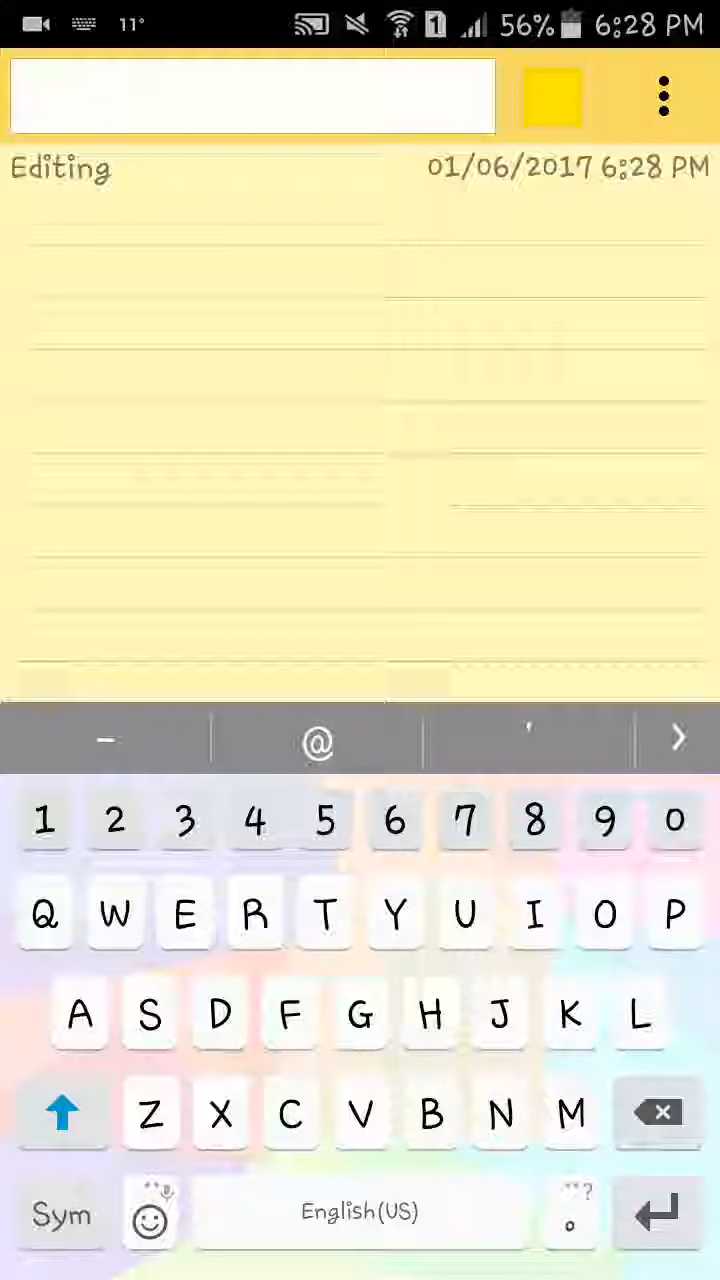 11° 1 56% 6:28 PM
Editing 01/06/2017 6:28 PM
- @ '  >
1 2 3 4 5 6 7 8 9 0
Q W E R T Y U I O P
A S D F G H J K L
Z X C V B N M
Sym English(US) . ?